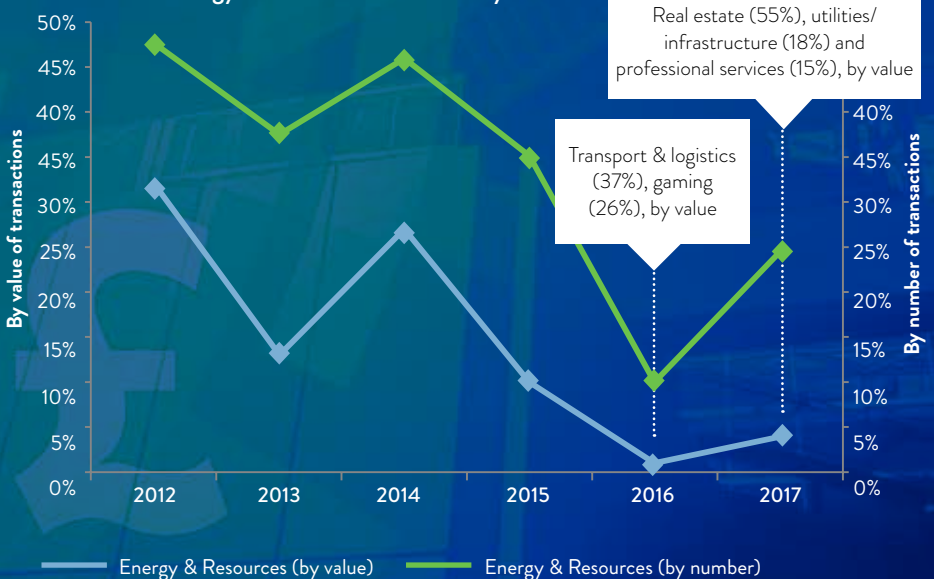 50%
45%
40%
45%
30%
25%
20%
15%
10%
5%
0%
By value of transactions
£
Real estate (55%), utilities/
infrastructure (18%) and
professional services (15%), by value
Transport & logistics
(37%), gaming
(26%), by value
40%
45%
30%
25%
20%
15%
10%
5%
0%
By number of transactions
2012 2013 2014 2015 2016 2017
Energy & Resources (by value) Energy & Resources (by number)